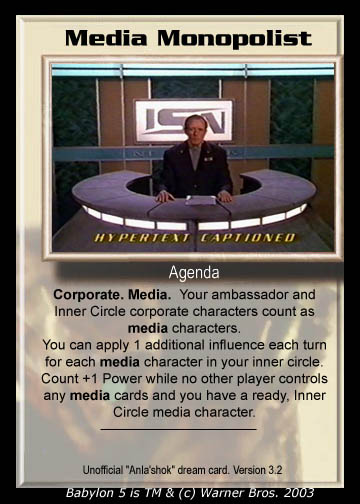 Media Monopolist
ISN
HYPERTEXT CAPTIONED
Agenda
Corporate. Media. Your ambassador and
Inner Circle corporate characters count as
media characters.
You can apply 1 additional influence each turn
for each media character in your inner circle.
Count +1 Power while no other player controls
any media cards and you have a ready, Inner
Circle media character.
Unofficial "Anla'shok" dream card. Version 3.2
Babylon 5 is TM & (c) Warner Bros. 2003